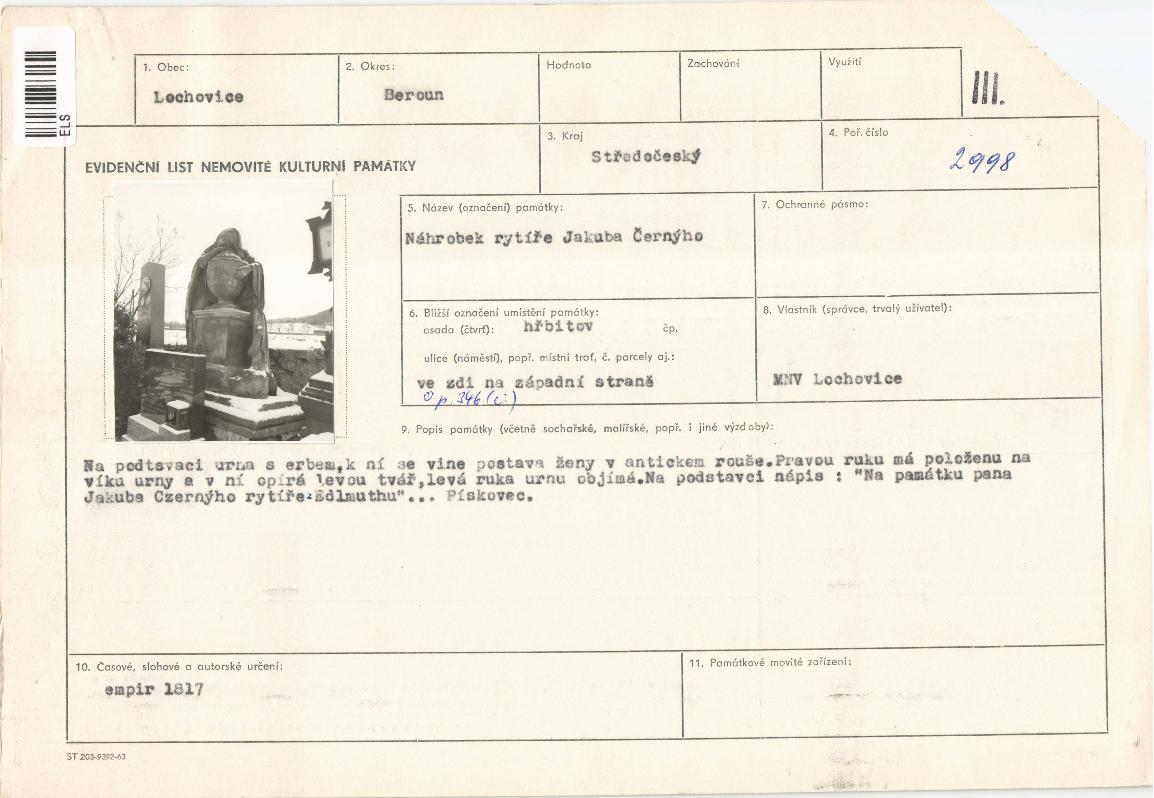 ELS
1. Obec:
Lochovice
2. Okres:
Beroun
Hodnota
Zachování
Využití
III.
3. Kraj
Středočeský
4. Poř. číslo
2998
EVIDENČNÍ LIST NEMOVITÉ KULTURNÍ PAMÁTKY
5. Název (označení) památky:
Náhrobek rytíře Jakuba Černýho
7. Ochranné pásmo:
6. Bližší označení umístění památky:
osada (čtvrť): hřbitov čp.
ulice (náměstí), popř. místní trať, č. parcely aj.:
ve zdi na západní straně
p. 346
8. Vlastník (správce, trvalý uživatel):
MNV Lochovice
9. Popis památky (včetně sochařské, malířské, popř. i jiné výzdoby):
Na podtsvaci urna s erbem,k ní se vine postava ženy v antickem rouše.Pravou ruku má položenu na
víku urny a v ní opírá levou tvář,levá ruka urnu objímá.Na podstavci nápis : "Na památku pana
Jakuba Czernýho rytíře z Edlmuthu"... Pískovec.
10. Časové, slohové a autorské určení:
empir 1817
11. Památkové movité zařízení:
ST 203-9392-63